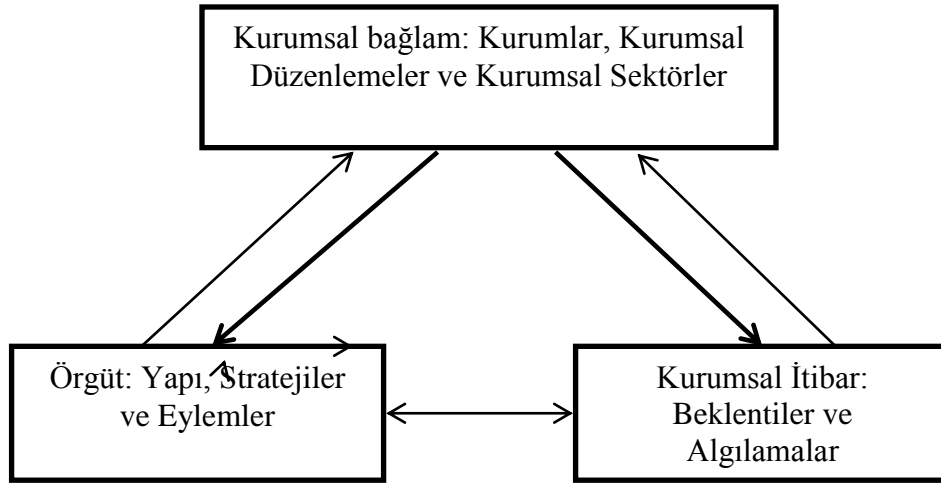 Kurumsal bağlam: Kurumlar, Kurumsal
Düzenlemeler ve Kurumsal Sektörler
Örgüt: Yapı, Stratejiler
ve Eylemler
Kurumsal İtibar:
Beklentiler ve
Algılamalar